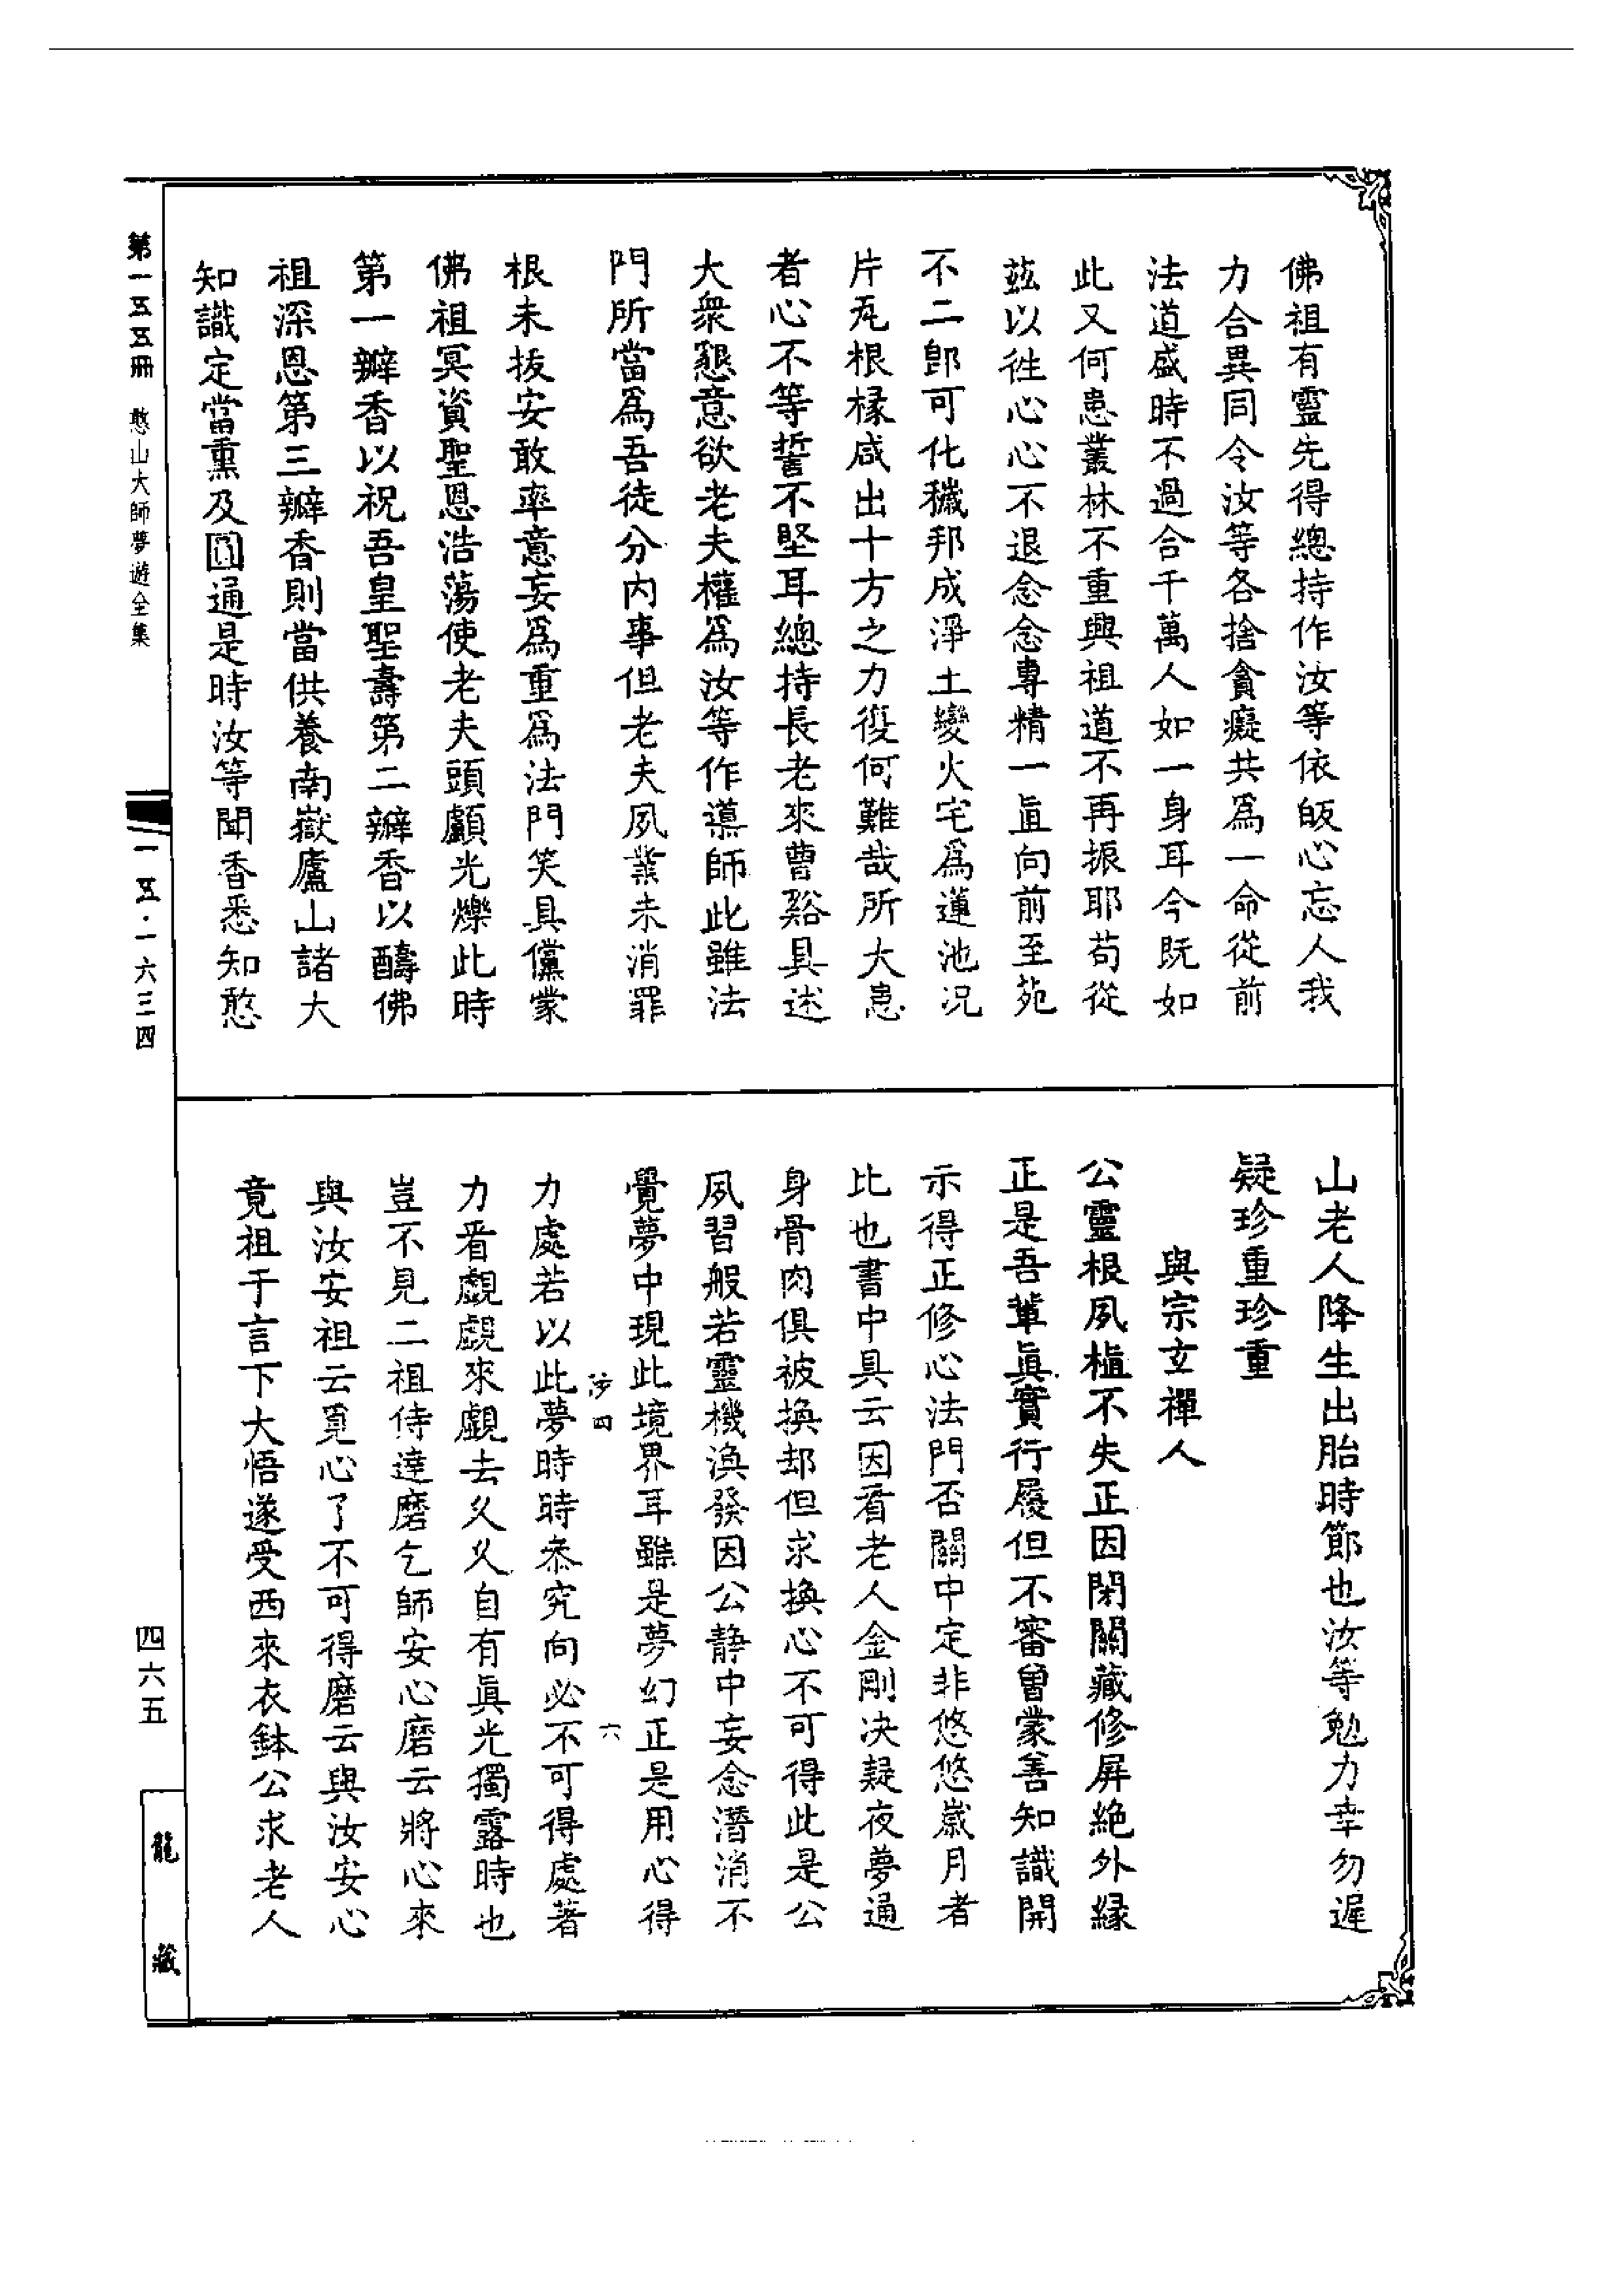 佛祖有靈先得總持作汝等依皈心忘人我
力合異同令汝等各捨貪癡共為一命從前
法道盛時不過合千萬人如一身耳今既如
此又何患叢林不重興祖道不再振耶苟從
茲以徃心心不退念念專精一直向前至死
不二即可化穢邦成淨土變火宅為蓮池况
片瓦根椽咸出十方之力復何難哉所大患
者心不等誓不堅耳總持長老來曹谿具述
大衆懇意欲老夫權為汝等作導師此雖法
門所當為吾徒分内事但老夫夙業未消罪
根未拔安敢率意妄為重為法門笑具儻蒙
佛祖冥資聖恩浩蕩使老夫頭顱光爍此時
第一瓣香以祝吾皇聖壽第二瓣香以酬佛
祖深恩第三瓣香則當供養南嶽廬山諸大
知識定當熏及圓通是時汝等聞香悉知憨
山老人降生出胎時節也汝等勉力幸勿遲
疑珍重珍重
與宗玄禪人
公靈根夙植不失正因閉關藏修屏絶外緣
正是吾輩眞實行履但不審曾蒙善知識開
示得正修心法門否關中定非悠悠歲月者
比也書中具云因看老人金剛决疑夜夢通
身骨肉俱被換却但求換心不可得此是公
夙習般若靈機渙發因公静中妄念潛消不
覺夢中現此境界耳雖是夢幻正是用心得
涉四 六
力處若以此夢時時叅究向必不可得處著
力看覷覷來覷去久久自有眞光獨露時也
豈不見二祖侍達磨乞師安心磨云將心來
與汝安祖云覓心了不可得磨云與汝安心
竟祖于言下大悟遂受西來衣鉢公求老人
第一五五冊 憨山大師夢遊全集
一五五·一六三四
四六五
龍藏